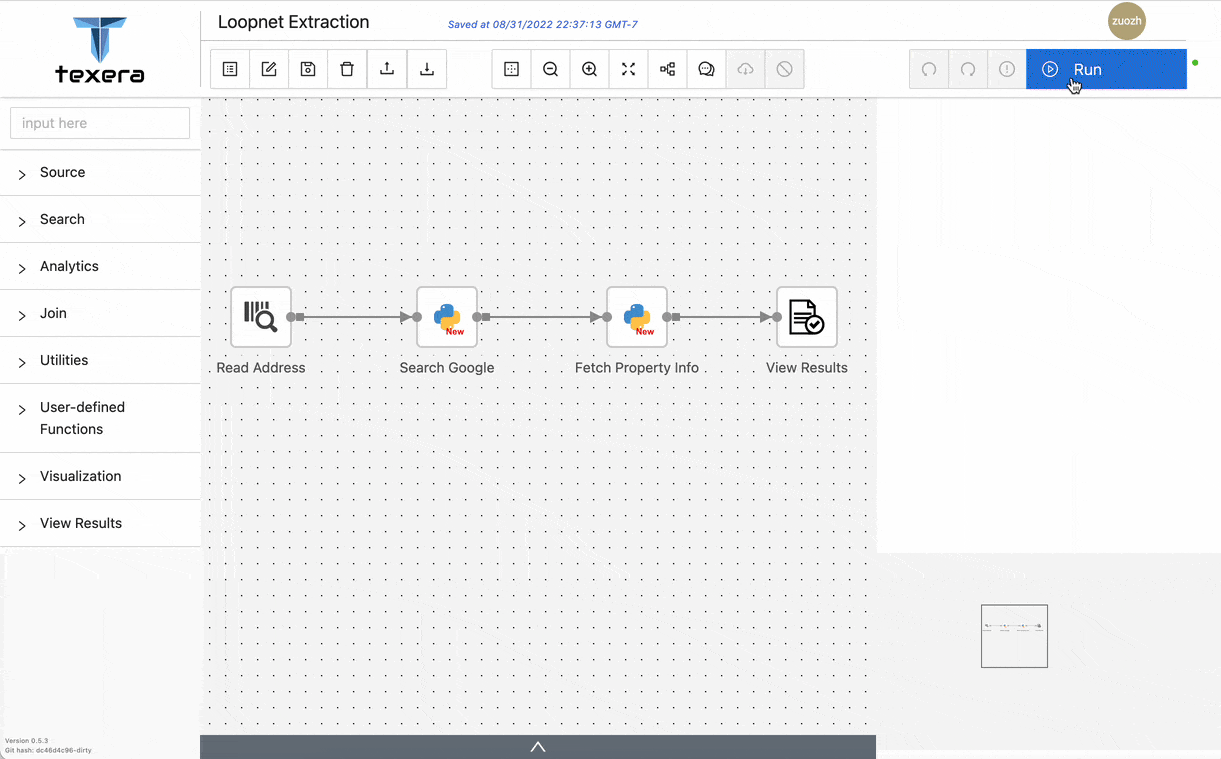 texera
Loopnet Extraction
Saved at 08/31/2022 22:37:13 GMT-7
zuozh
Run
input here
Source
Search
Analytics
Join
Utilities
User-defined
Functions
Visualization
View Results
New
New
Read Address
Search Google
Fetch Property Info
View Results
Version 0.5.3
Git hash: dc46d4c96-dirty